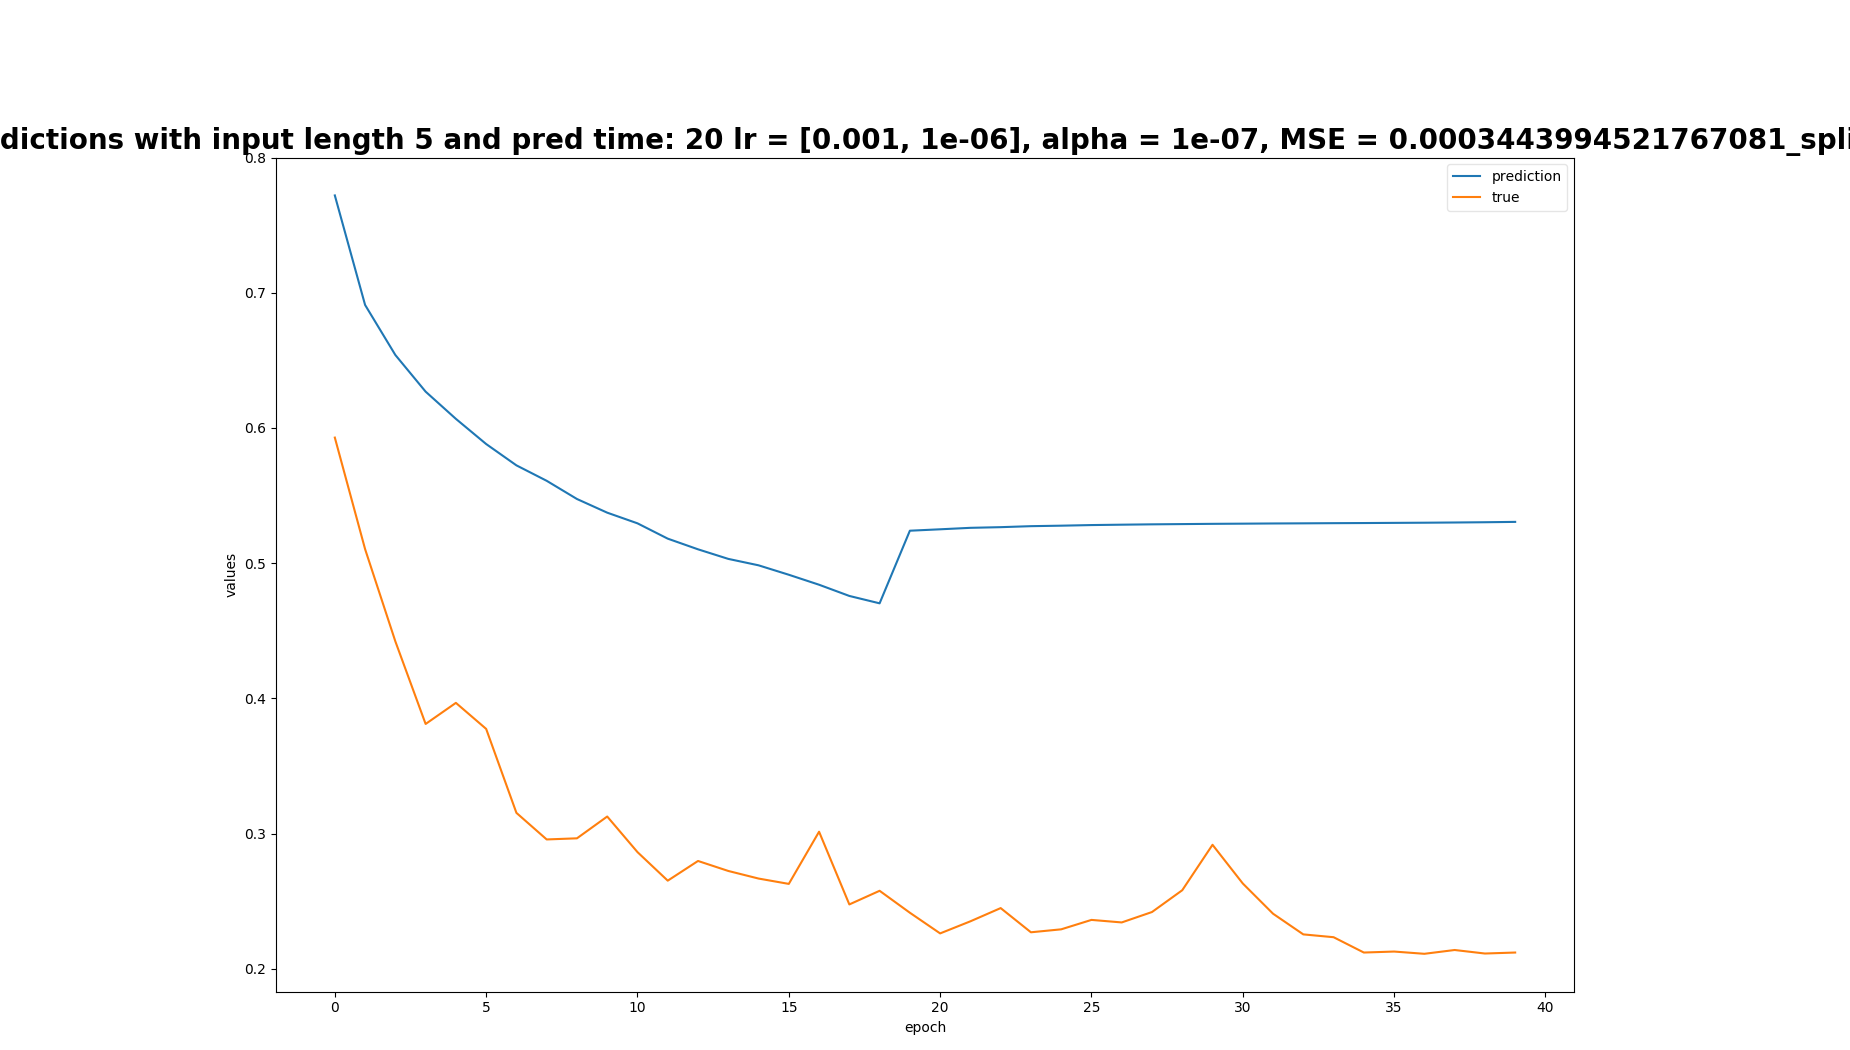 dictions with input length 5 and pred time: 20 lr = [0.001, 1e-06], alpha = 1e-07, MSE = 0.0003443994521767081_spli
prediction
true
0.8
0.7
0.6
0.5
0.4
0.3
0.2
values
0 5 10 15 20 25 30 35 40
epoch